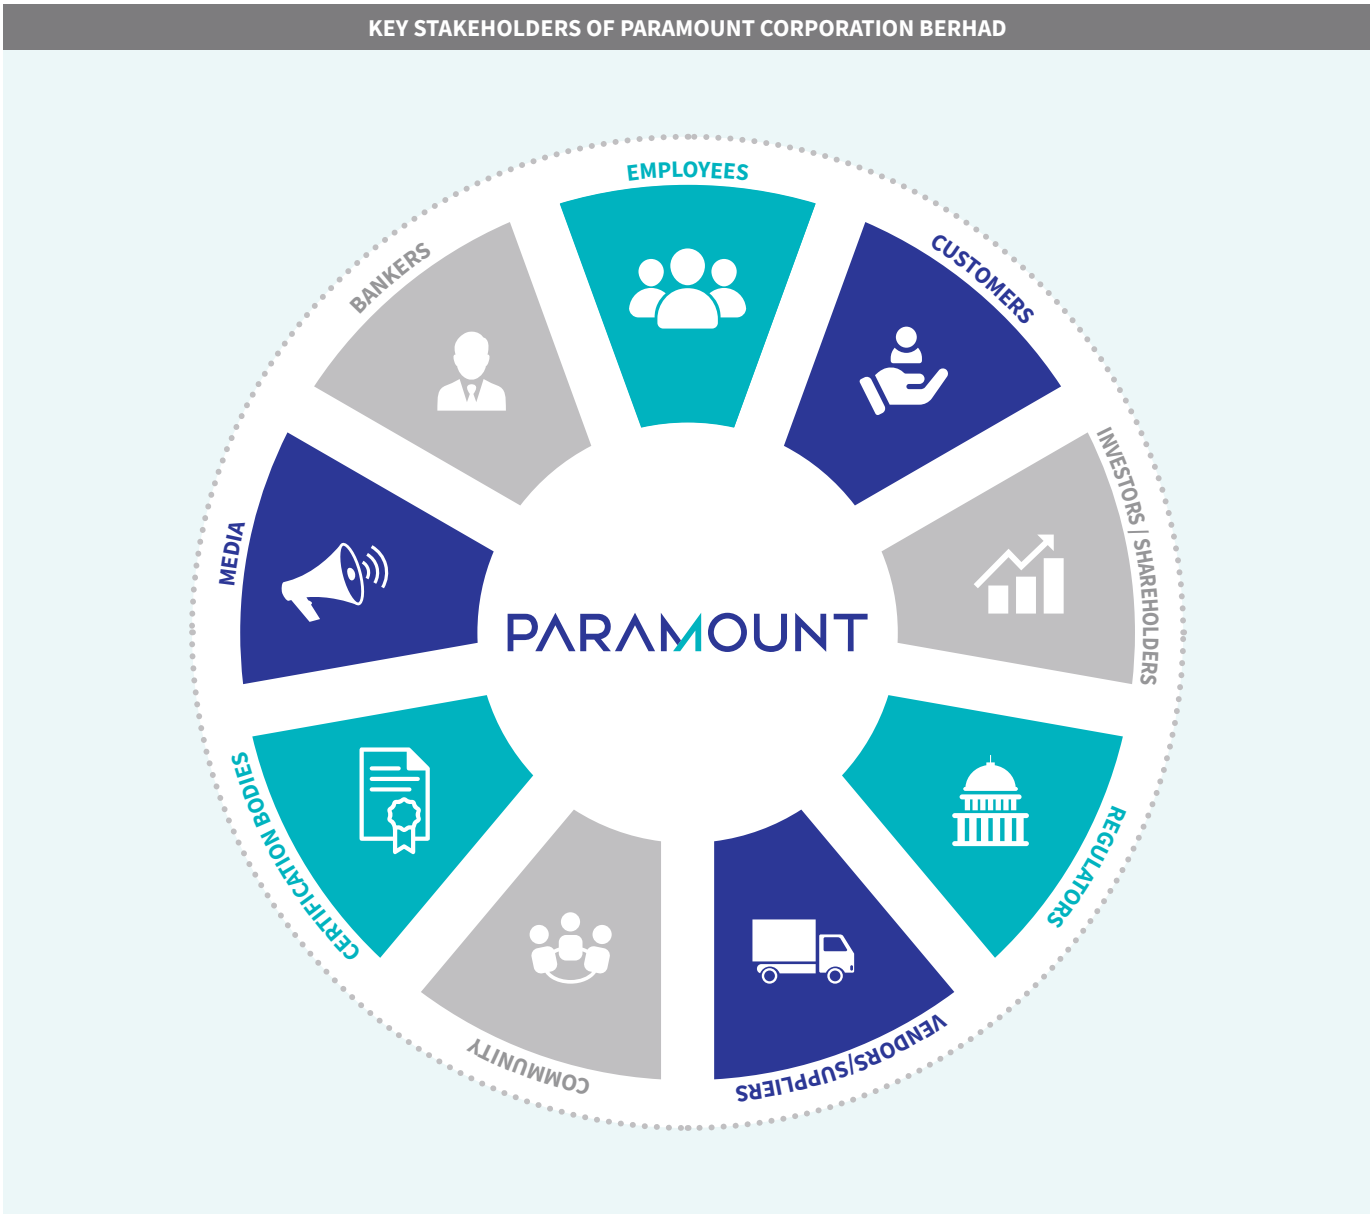 KEY STAKEHOLDERS OF PARAMOUNT CORPORATION BERHAD
EMPLOYEES
CUSTOMERS
INVESTORS / SHAREHOLDERS
REGULATORS
VENDORS/SUPPLIERS
COMMUNITY
CERTIFICATION BODIES
MEDIA
BANKERS
PARAMOUNT